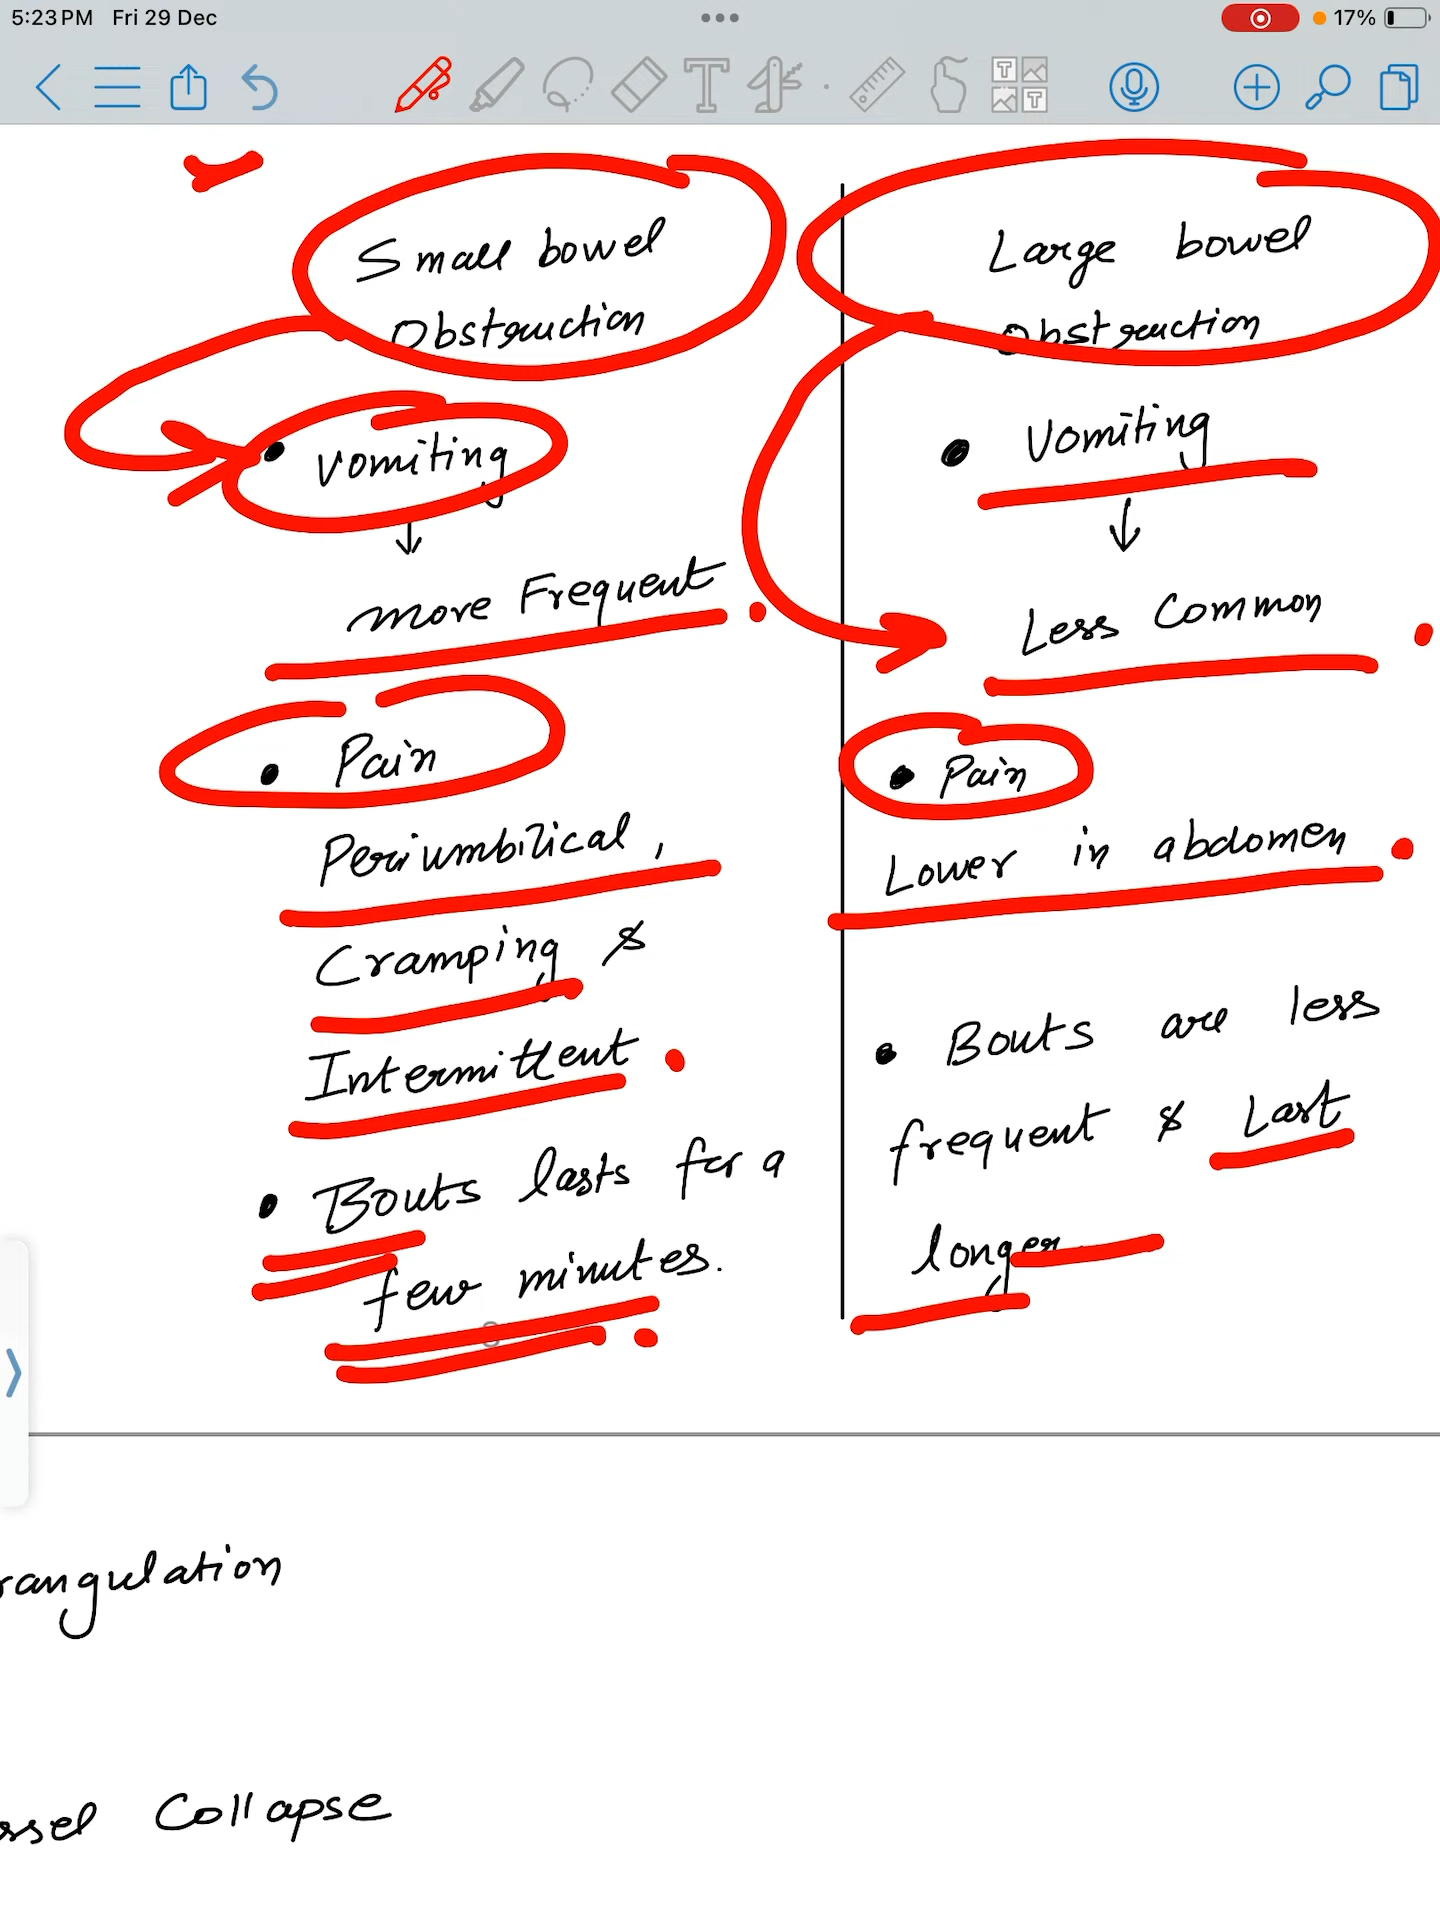 5:23 PM Fri 29 Dec
17%
T
T
T
Small bowel
Obstruction
• Vomiting
↓
more Frequent
• Pain
Periumbilical,
Cramping &
Intermittent
• Bouts lasts for a
few minutes.
Large bowel
Obstruction
• Vomiting
↓
Less Common
• Pain
Lower in abdomen
• Bouts are less
frequent & Last
longer
rangulation
ssel Collapse